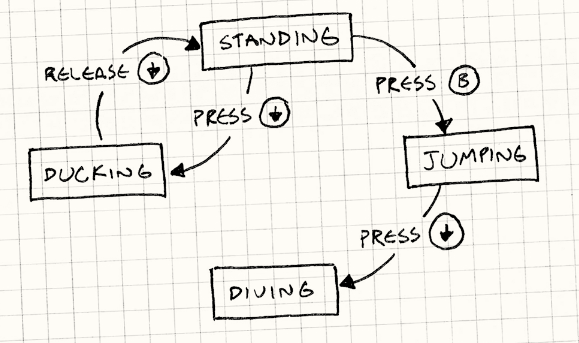 STANDING
RELEASE ↓
PRESS B
PRESS ↓
DUCKING
JUMPING
PRESS ↓
DIVING